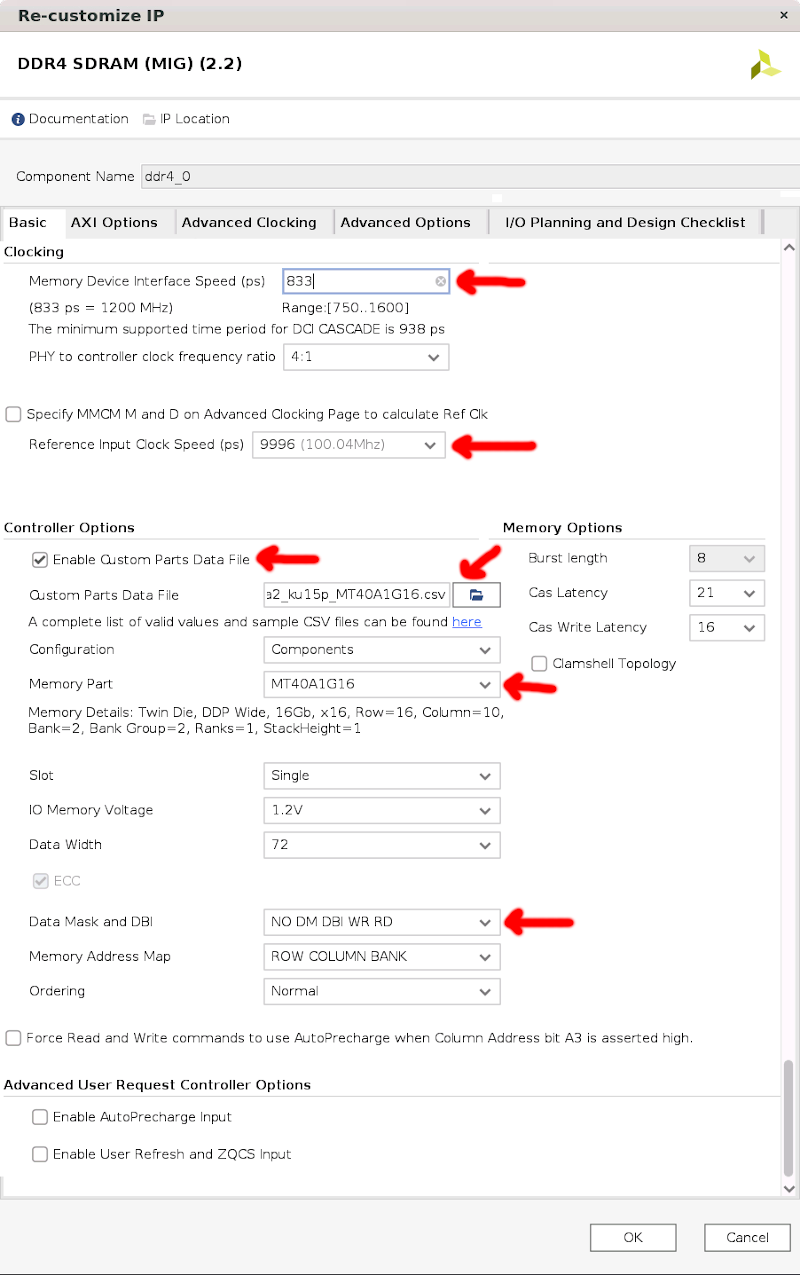 Re-customize IP
×
DDR4 SDRAM (MIG) (2.2)
Documentation IP Location
Component Name ddr4_0
Basic AXI Options Advanced Clocking Advanced Options I/O Planning and Design Checklist
Clocking
Memory Device Interface Speed (ps) 833
(833 ps = 1200 MHz) Range:[750..1600]
The minimum supported time period for DCI CASCADE is 938 ps
PHY to controller clock frequency ratio 4:1
Specify MMCM M and D on Advanced Clocking Page to calculate Ref Clk
Reference Input Clock Speed (ps) 9996 (100.04Mhz)
Controller Options
Enable Custom Parts Data File
Custom Parts Data File a2_ku15p_MT40A1G16.csv
A complete list of valid values and sample CSV files can be found here
Configuration Components
Memory Part MT40A1G16
Memory Details: Twin Die, DDP Wide, 16Gb, x16, Row=16, Column=10,
Bank=2, Bank Group=2, Ranks=1, StackHeight=1
Slot Single
IO Memory Voltage 1.2V
Data Width 72
ECC
Data Mask and DBI NO DM DBI WR RD
Memory Address Map ROW COLUMN BANK
Ordering Normal
Memory Options
Burst length 8
Cas Latency 21
Cas Write Latency 16
Clamshell Topology
Force Read and Write commands to use AutoPrecharge when Column Address bit A3 is asserted high.
Advanced User Request Controller Options
Enable AutoPrecharge Input
Enable User Refresh and ZQCS Input
OK Cancel